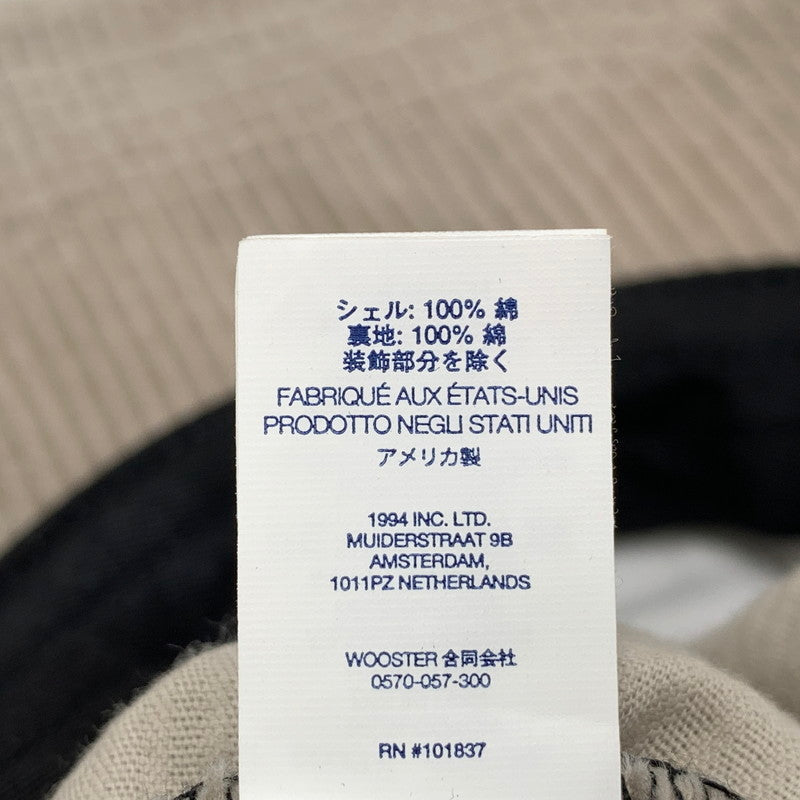 シェル: 100% 綿
裏地: 100% 綿
装飾部分を除く
FABRIQUÉ AUX ÉTATS-UNIS
PRODOTTO NEGLI STATI UNITI
アメリカ製
1994 INC. LTD.
MUIDERSTRAAT 9B
AMSTERDAM,
1011PZ NETHERLANDS
WOOSTER 合同会社
0570-057-300
RN #101837